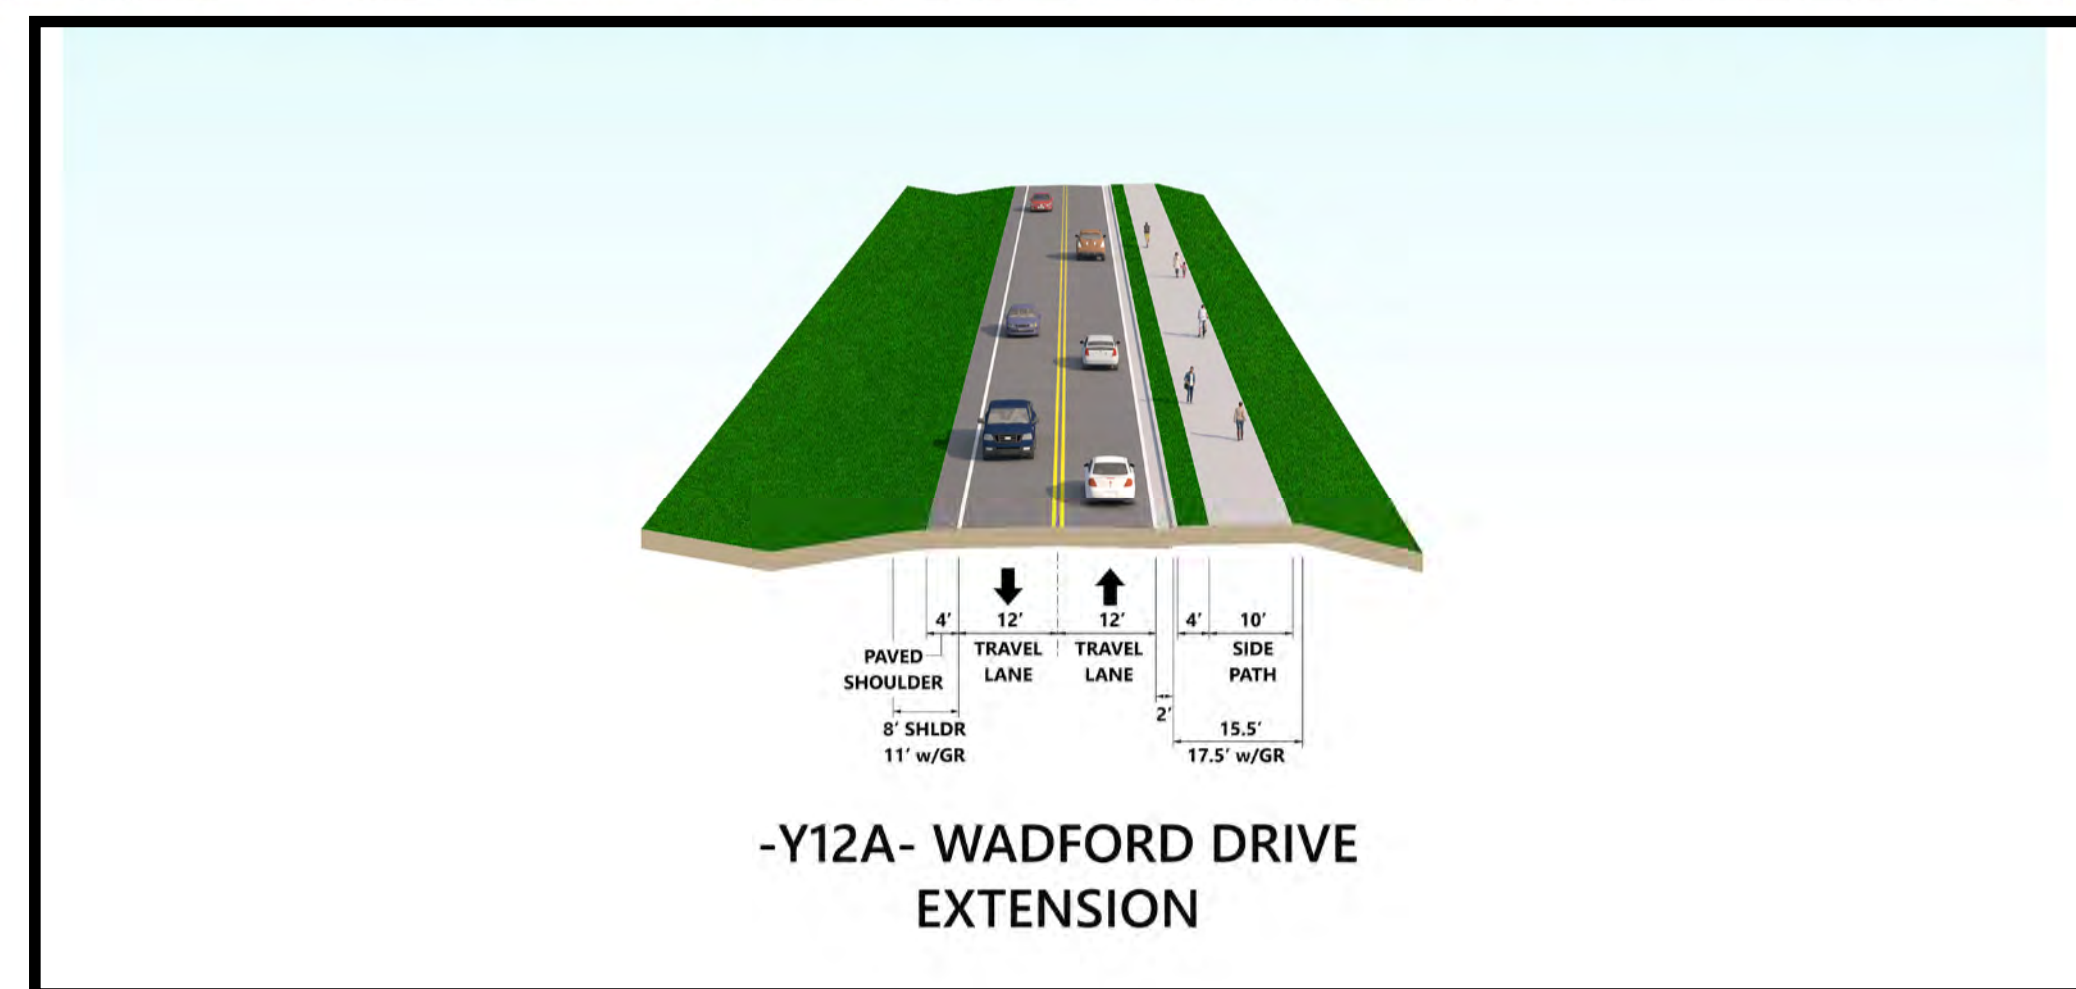 4′ 12′ 12′ 4′ 10′
PAVED
SHOULDER
TRAVEL
LANE
TRAVEL
LANE
SIDE
PATH
2′
8′ SHLDR
11′ w/GR
15.5′
17.5′ w/GR
-Y12A- WADFORD DRIVE
EXTENSION